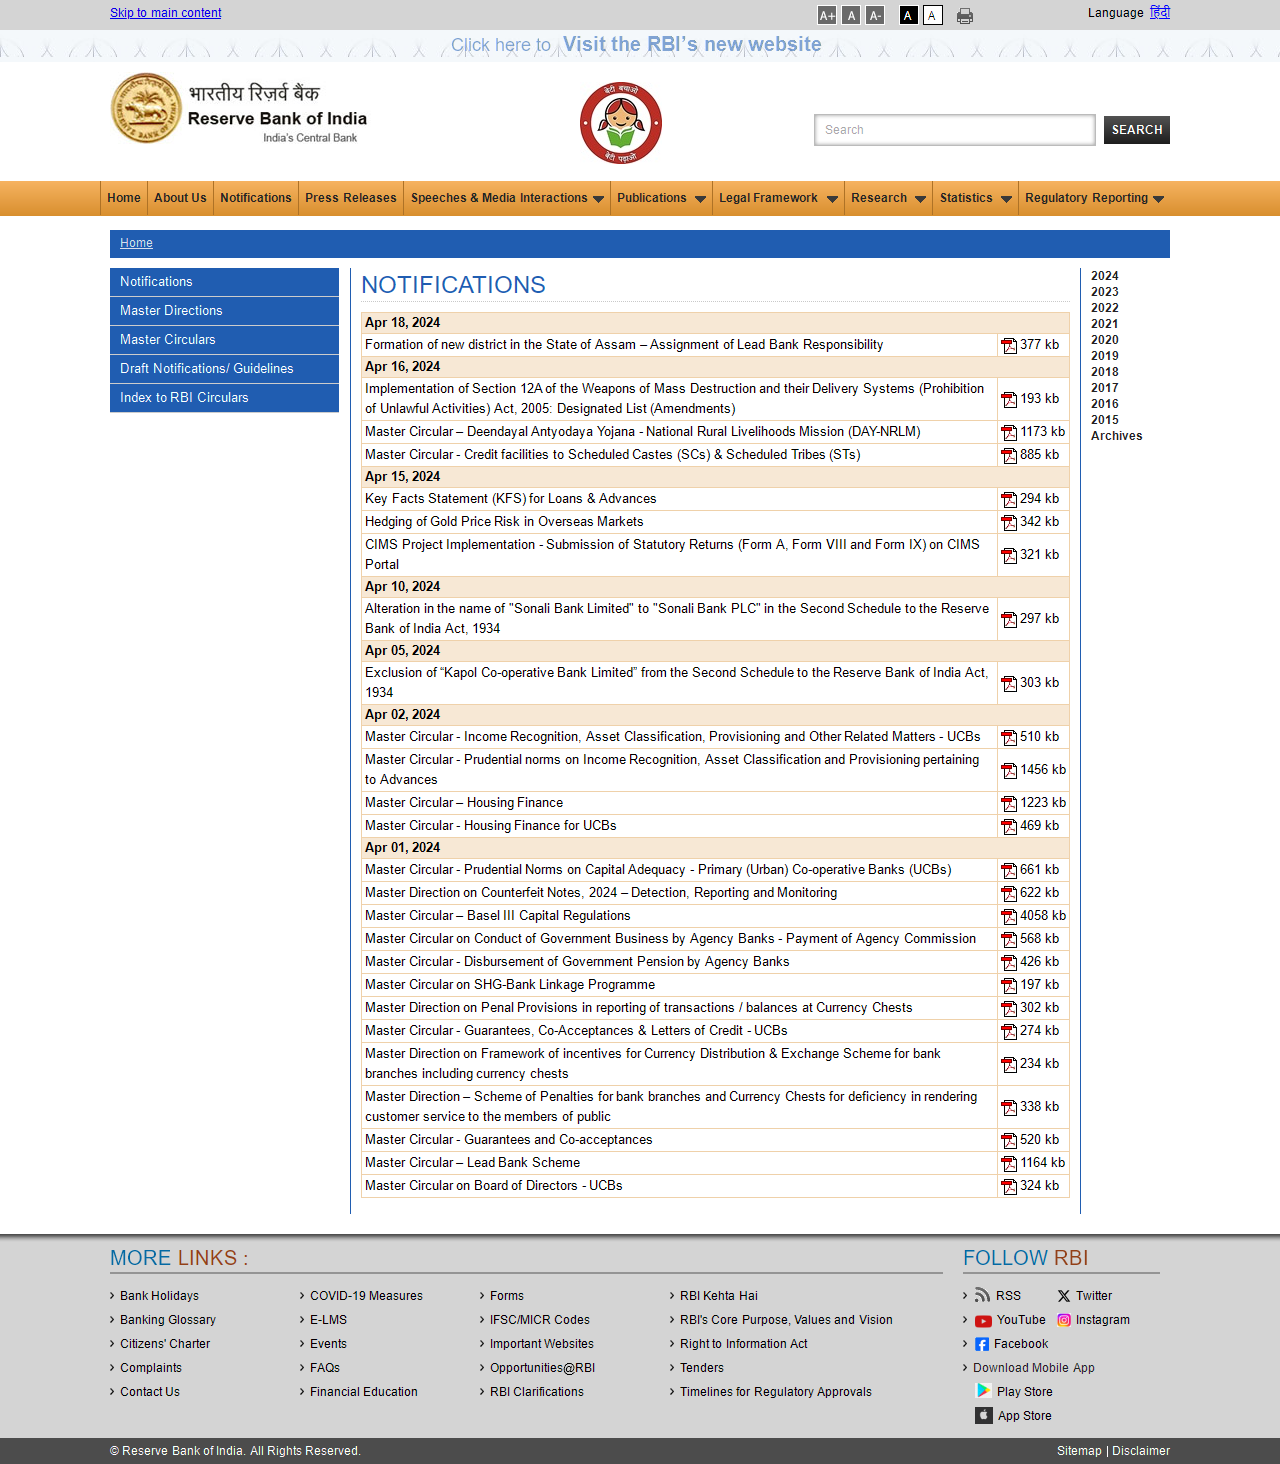 Skip to main content
A+ A A- A A
Language हिंदी
Click here to Visit the RBI's new website
भारतीय रिज़र्व बैंक
Reserve Bank of India
India's Central Bank
बेटी बचाओ
बेटी पढ़ाओ
Search
SEARCH
Home About Us Notifications Press Releases Speeches & Media Interactions Publications Legal Framework Research Statistics Regulatory Reporting
Home
Notifications
Master Directions
Master Circulars
Draft Notifications/ Guidelines
Index to RBI Circulars
NOTIFICATIONS
Apr 18, 2024
Formation of new district in the State of Assam – Assignment of Lead Bank Responsibility 377 kb
Apr 16, 2024
Implementation of Section 12A of the Weapons of Mass Destruction and their Delivery Systems (Prohibition
of Unlawful Activities) Act, 2005: Designated List (Amendments) 193 kb
Master Circular – Deendayal Antyodaya Yojana - National Rural Livelihoods Mission (DAY-NRLM) 1173 kb
Master Circular - Credit facilities to Scheduled Castes (SCs) & Scheduled Tribes (STs) 885 kb
Apr 15, 2024
Key Facts Statement (KFS) for Loans & Advances 294 kb
Hedging of Gold Price Risk in Overseas Markets 342 kb
CIMS Project Implementation - Submission of Statutory Returns (Form A, Form VIII and Form IX) on CIMS
Portal 321 kb
Apr 10, 2024
Alteration in the name of "Sonali Bank Limited" to "Sonali Bank PLC" in the Second Schedule to the Reserve
Bank of India Act, 1934 297 kb
Apr 05, 2024
Exclusion of “Kapol Co-operative Bank Limited” from the Second Schedule to the Reserve Bank of India Act,
1934 303 kb
Apr 02, 2024
Master Circular - Income Recognition, Asset Classification, Provisioning and Other Related Matters - UCBs 510 kb
Master Circular - Prudential norms on Income Recognition, Asset Classification and Provisioning pertaining
to Advances 1456 kb
Master Circular – Housing Finance 1223 kb
Master Circular - Housing Finance for UCBs 469 kb
Apr 01, 2024
Master Circular - Prudential Norms on Capital Adequacy - Primary (Urban) Co-operative Banks (UCBs) 661 kb
Master Direction on Counterfeit Notes, 2024 – Detection, Reporting and Monitoring 622 kb
Master Circular – Basel III Capital Regulations 4058 kb
Master Circular on Conduct of Government Business by Agency Banks - Payment of Agency Commission 568 kb
Master Circular - Disbursement of Government Pension by Agency Banks 426 kb
Master Circular on SHG-Bank Linkage Programme 197 kb
Master Direction on Penal Provisions in reporting of transactions / balances at Currency Chests 302 kb
Master Circular - Guarantees, Co-Acceptances & Letters of Credit - UCBs 274 kb
Master Direction on Framework of incentives for Currency Distribution & Exchange Scheme for bank
branches including currency chests 234 kb
Master Direction – Scheme of Penalties for bank branches and Currency Chests for deficiency in rendering
customer service to the members of public 338 kb
Master Circular - Guarantees and Co-acceptances 520 kb
Master Circular – Lead Bank Scheme 1164 kb
Master Circular on Board of Directors - UCBs 324 kb
2024
2023
2022
2021
2020
2019
2018
2017
2016
2015
Archives
MORE LINKS :
Bank Holidays
Banking Glossary
Citizens' Charter
Complaints
Contact Us
COVID-19 Measures
E-LMS
Events
FAQs
Financial Education
Forms
IFSC/MICR Codes
Important Websites
Opportunities@RBI
RBI Clarifications
RBI Kehta Hai
RBI's Core Purpose, Values and Vision
Right to Information Act
Tenders
Timelines for Regulatory Approvals
FOLLOW RBI
RSS Twitter
YouTube Instagram
Facebook
Download Mobile App
Play Store
App Store
© Reserve Bank of India. All Rights Reserved.
Sitemap | Disclaimer